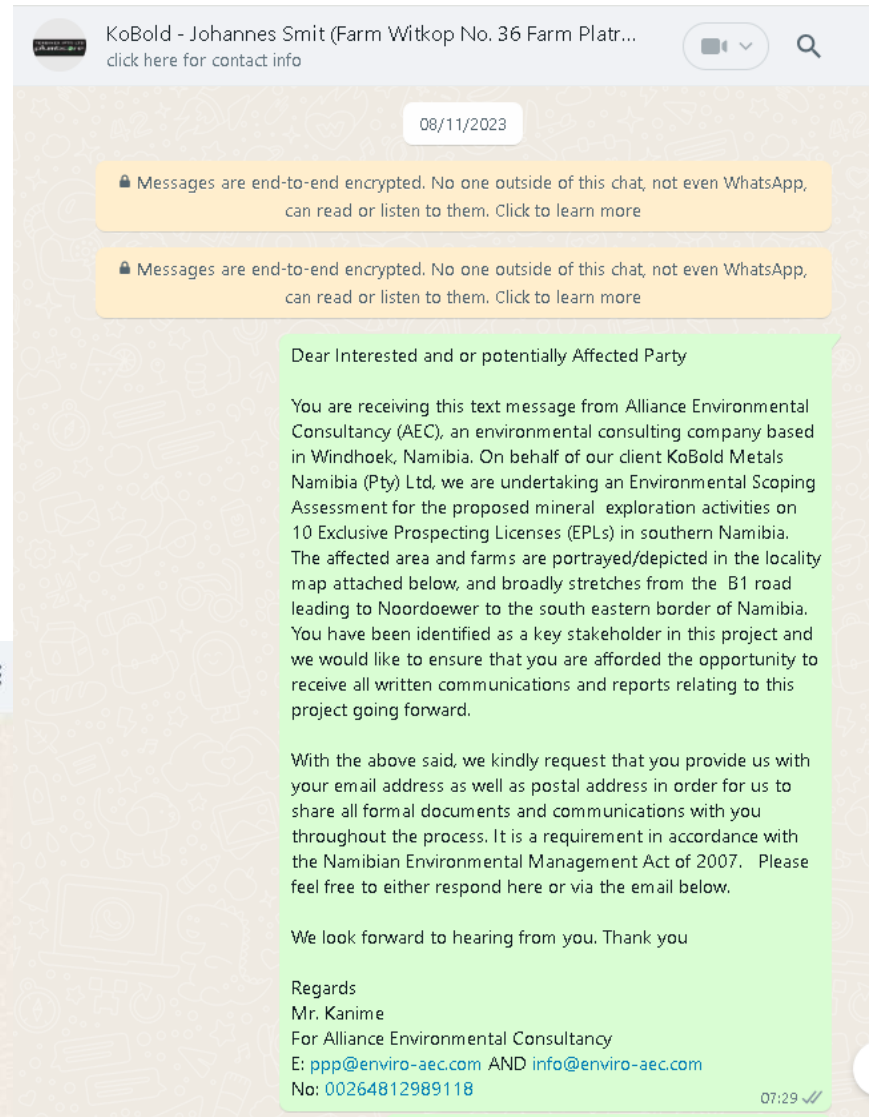 KoBold - Johannes Smit (Farm Witkop No. 36 Farm Platr...
click here for contact info
08/11/2023
Messages are end-to-end encrypted. No one outside of this chat, not even WhatsApp,
can read or listen to them. Click to learn more
Messages are end-to-end encrypted. No one outside of this chat, not even WhatsApp,
can read or listen to them. Click to learn more
Dear Interested and or potentially Affected Party
You are receiving this text message from Alliance Environmental
Consultancy (AEC), an environmental consulting company based
in Windhoek, Namibia. On behalf of our client KoBold Metals
Namibia (Pty) Ltd, we are undertaking an Environmental Scoping
Assessment for the proposed mineral  exploration activities on
10 Exclusive Prospecting Licenses (EPLs) in southern Namibia.
The affected area and farms are portrayed/depicted in the locality
map attached below, and broadly stretches from the  B1 road
leading to Noordoewer to the south eastern border of Namibia.
You have been identified as a key stakeholder in this project and
we would like to ensure that you are afforded the opportunity to
receive all written communications and reports relating to this
project going forward.
With the above said, we kindly request that you provide us with
your email address as well as postal address in order for us to
share all formal documents and communications with you
throughout the process. It is a requirement in accordance with
the Namibian Environmental Management Act of 2007.   Please
feel free to either respond here or via the email below.
We look forward to hearing from you. Thank you
Regards
Mr. Kanime
For Alliance Environmental Consultancy
E: ppp@enviro-aec.com AND info@enviro-aec.com
No: 00264812989118
07:29